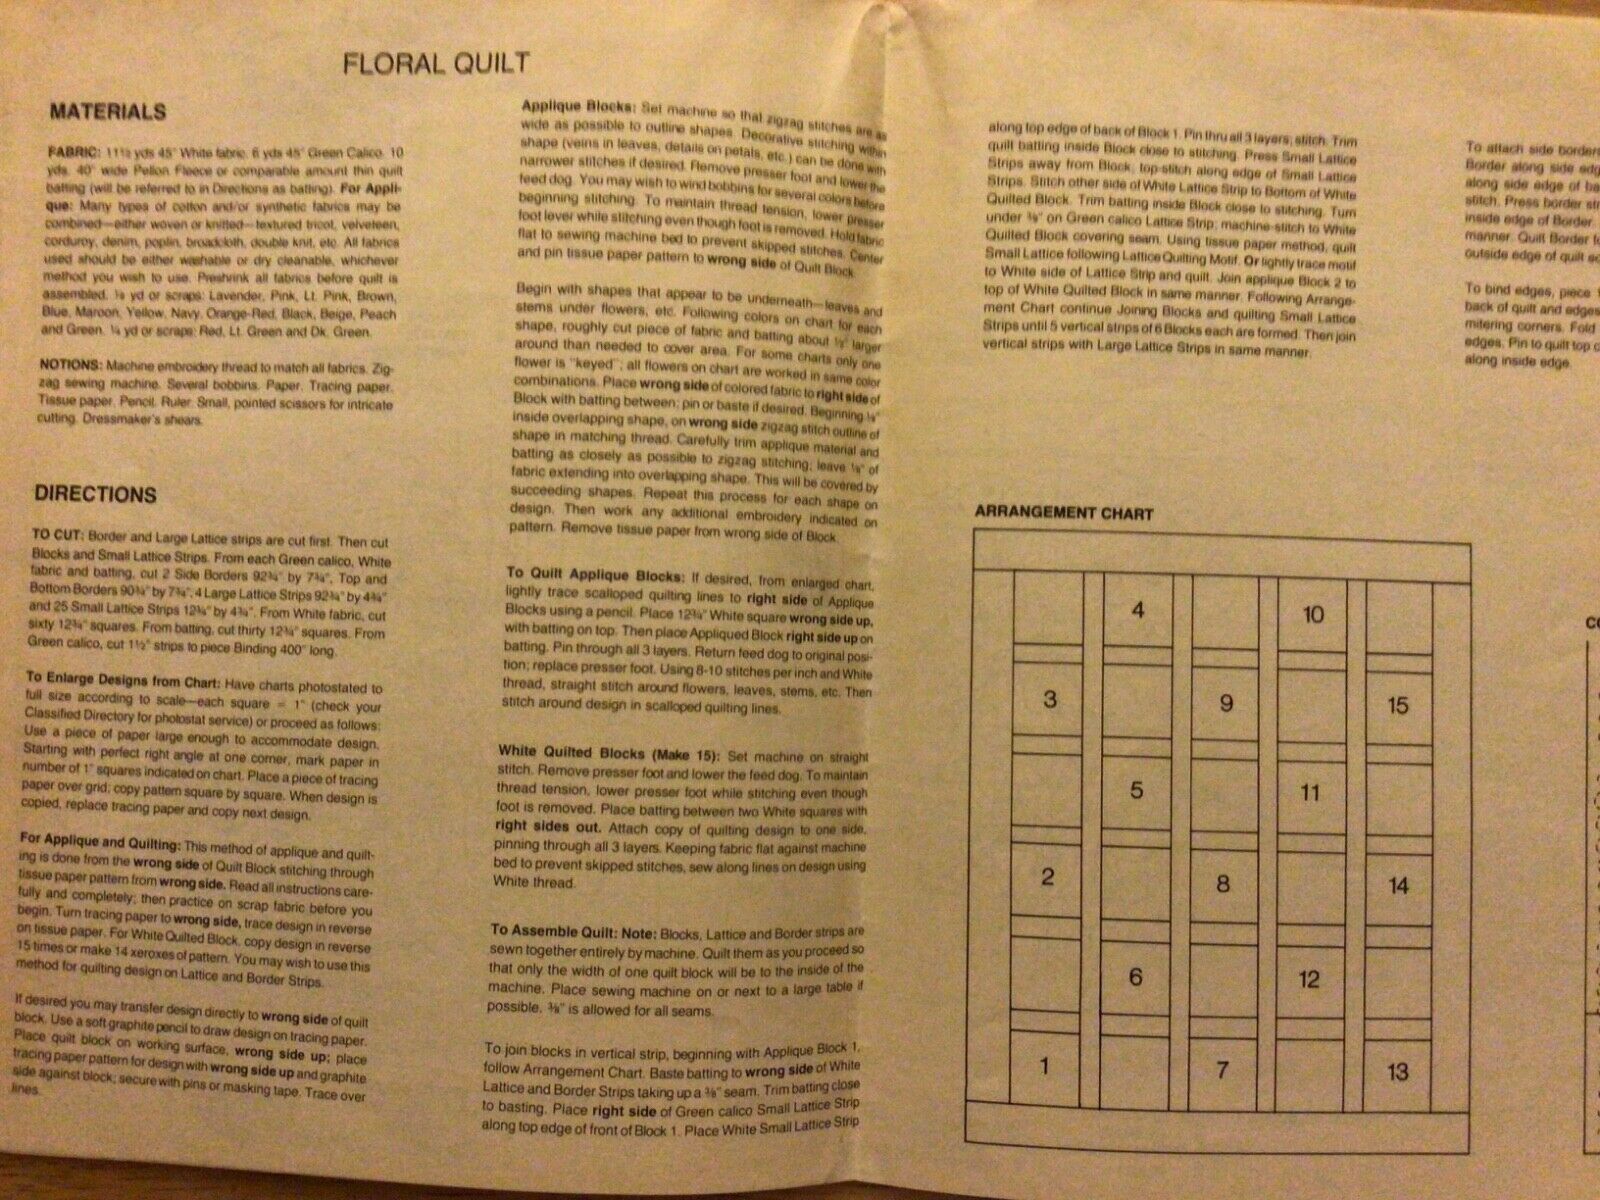 FLORAL QUILT
MATERIALS
FABRIC: 11½ yds 45" White fabric. 6 yds 45" Green Calico. 10
yds. 40" wide Pellon Fleece or comparable amount thin quilt
batting (will be referred to in Directions as batting). For Appli-
que: Many types of cotton and/or synthetic fabrics may be
combined—either woven or knitted—textured tricot, velveteen,
corduroy, denim, poplin, broadcloth, double knit, etc. All fabrics
used should be either washable or dry cleanable, whichever
method you wish to use. Preshrink all fabrics before quilt is
assembled. yd or scraps: Lavender, Pink, Lt. Pink, Brown,
Blue, Maroon, Yellow, Navy, Orange-Red, Black, Beige, Peach
and Green. ¼ yd or scraps: Red, Lt. Green and Dk. Green.
NOTIONS: Machine embroidery thread to match all fabrics. Zig-
zag sewing machine. Several bobbins. Paper. Tracing paper.
Tissue paper. Pencil. Ruler. Small, pointed scissors for intricate
cutting. Dressmaker's shears.
DIRECTIONS
TO CUT: Border and Large Lattice strips are cut first. Then cut
Blocks and Small Lattice Strips. From each Green calico, White
fabric and batting, cut 2 Side Borders 92¾" by 7¾", Top and
Bottom Borders 90¾" by 7¾", 4 Large Lattice Strips 92¾" by 4¾"
and 25 Small Lattice Strips 12¾" by 4¾". From White fabric, cut
sixty 12¾" squares. From batting, cut thirty 12¾" squares. From
Green calico, cut 1½" strips to piece Binding 400" long.
To Enlarge Designs from Chart: Have charts photostated to
full size according to scale—each square = 1" (check your
Classified Directory for photostat service) or proceed as follows:
Use a piece of paper large enough to accommodate design.
Starting with perfect right angle at one corner, mark paper in
number of 1" squares indicated on chart. Place a piece of tracing
paper over grid; copy pattern square by square. When design is
copied, replace tracing paper and copy next design.
For Applique and Quilting: This method of applique and quilt-
ing is done from the wrong side of Quilt Block stitching through
tissue paper pattern from wrong side. Read all instructions care-
fully and completely; then practice on scrap fabric before you
begin. Turn tracing paper to wrong side, trace design in reverse
on tissue paper. For White Quilted Block, copy design in reverse
15 times or make 14 xeroxes of pattern. You may wish to use this
method for quilting design on Lattice and Border Strips.
If desired you may transfer design directly to wrong side of quilt
block. Use a soft graphite pencil to draw design on tracing paper.
Place quilt block on working surface, wrong side up; place
tracing paper pattern for design with wrong side up and graphite
side against block; secure with pins or masking tape. Trace over
lines.
Applique Blocks: Set machine so that zigzag stitches are as
wide as possible to outline shapes. Decorative stitching within
shape (veins in leaves, details on petals, etc.) can be done with
narrower stitches if desired. Remove presser foot and lower the
feed dog. You may wish to wind bobbins for several colors before
beginning stitching. To maintain thread tension, lower presser
foot lever while stitching even though foot is removed. Hold fabric
flat to sewing machine bed to prevent skipped stitches. Center
and pin tissue paper pattern to wrong side of Quilt Block.
Begin with shapes that appear to be underneath—leaves and
stems under flowers, etc. Following colors on chart for each
shape, roughly cut piece of fabric and batting about ½" larger
around than needed to cover area. For some charts only one
flower is "keyed"; all flowers on chart are worked in same color
combinations. Place wrong side of colored fabric to right side of
Block with batting between; pin or baste if desired. Beginning
inside overlapping shape, on wrong side zigzag stitch outline of
shape in matching thread. Carefully trim applique material and
batting as closely as possible to zigzag stitching; leave of
fabric extending into overlapping shape. This will be covered by
succeeding shapes. Repeat this process for each shape on
design. Then work any additional embroidery indicated on
pattern. Remove tissue paper from wrong side of Block.
To Quilt Applique Blocks: If desired, from enlarged chart,
lightly trace scalloped quilting lines to right side of Applique
Blocks using a pencil. Place 12¾" White square wrong side up,
with batting on top. Then place Appliqued Block right side up on
batting. Pin through all 3 layers. Return feed dog to original posi-
tion; replace presser foot. Using 8-10 stitches per inch and White
thread, straight stitch around flowers, leaves, stems, etc. Then
stitch around design in scalloped quilting lines.
White Quilted Blocks (Make 15): Set machine on straight
stitch. Remove presser foot and lower the feed dog. To maintain
thread tension, lower presser foot while stitching even though
foot is removed. Place batting between two White squares with
right sides out. Attach copy of quilting design to one side,
pinning through all 3 layers. Keeping fabric flat against machine
bed to prevent skipped stitches, sew along lines on design using
White thread.
To Assemble Quilt: Note: Blocks, Lattice and Border strips are
sewn together entirely by machine. Quilt them as you proceed so
that only the width of one quilt block will be to the inside of the
machine. Place sewing machine on or next to a large table if
possible. ⅜" is allowed for all seams.
To join blocks in vertical strip, beginning with Applique Block 1,
follow Arrangement Chart. Baste batting to wrong side of White
Lattice and Border Strips taking up a ⅜" seam. Trim batting close
to basting. Place right side of Green calico Small Lattice Strip
along top edge of front of Block 1. Place White Small Lattice Strip
along top edge of back of Block 1. Pin thru all 3 layers; stitch. Trim
quilt batting inside Block close to stitching. Press Small Lattice
Strips away from Block; top stitch along edge of Small Lattice
Strips. Stitch other side of White Lattice Strip to Bottom of White
Quilted Block. Trim batting inside Block close to stitching. Turn
under ⅜" on Green calico Lattice Strip; machine stitch to White
Quilted Block covering seam. Using tissue paper method, quilt
Small Lattice following Lattice Quilting Motif. Or lightly trace motif
to White side of Lattice Strip and quilt. Join applique Block 2 to
top of White Quilted Block in same manner. Following Arrange-
ment Chart continue Joining Blocks and quilting Small Lattice
Strips until 5 vertical strips of 6 Blocks each are formed. Then join
vertical strips with Large Lattice Strips in same manner.
ARRANGEMENT CHART
4 10
3 9 15
5 11
2 8 14
6 12
1 7 13
To attach side borders
Border along side edg
along side edge of ba
stitch. Press border str
inside edge of Border
manner. Quilt Border fo
outside edge of quilt
To bind edges, piece 1
back of quilt and edges
mitering corners. Fold
edges. Pin to quilt top
along inside edge.